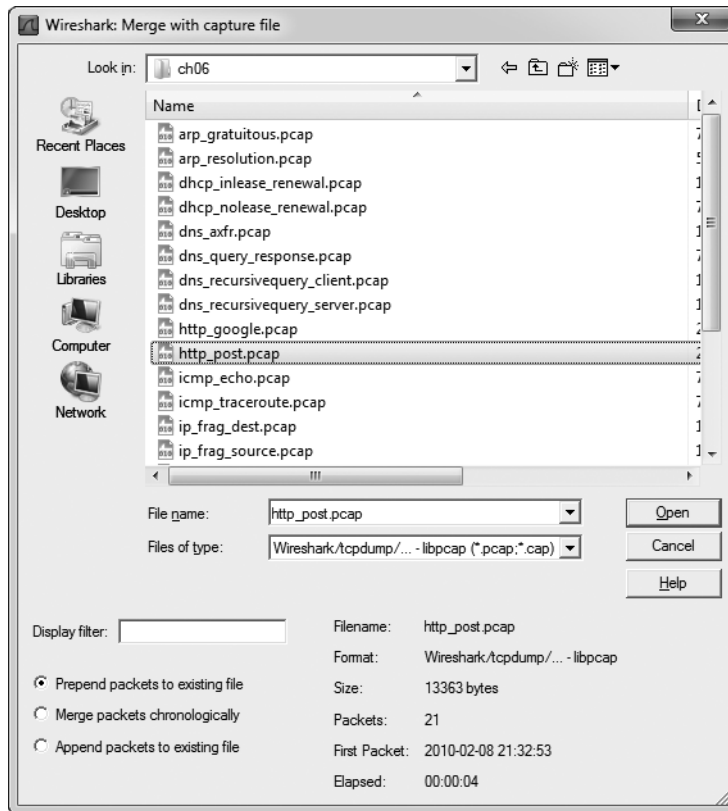 Wireshark: Merge with capture file
Look in: ch06
Recent Places
Desktop
Libraries
Computer
Network
Name
arp_gratuitous.pcap
arp_resolution.pcap
dhcp_inlease_renewal.pcap
dhcp_nolease_renewal.pcap
dns_axfr.pcap
dns_query_response.pcap
dns_recursivequery_client.pcap
dns_recursivequery_server.pcap
http_google.pcap
http_post.pcap
icmp_echo.pcap
icmp_traceroute.pcap
ip_frag_dest.pcap
ip_frag_source.pcap
File name: http_post.pcap Open
Files of type: Wireshark/tcpdump/... - libpcap (*.pcap;*.cap) Cancel
Help
Display filter:
Prepend packets to existing file
Merge packets chronologically
Append packets to existing file
Filename: http_post.pcap
Format: Wireshark/tcpdump/... - libpcap
Size: 13363 bytes
Packets: 21
First Packet: 2010-02-08 21:32:53
Elapsed: 00:00:04